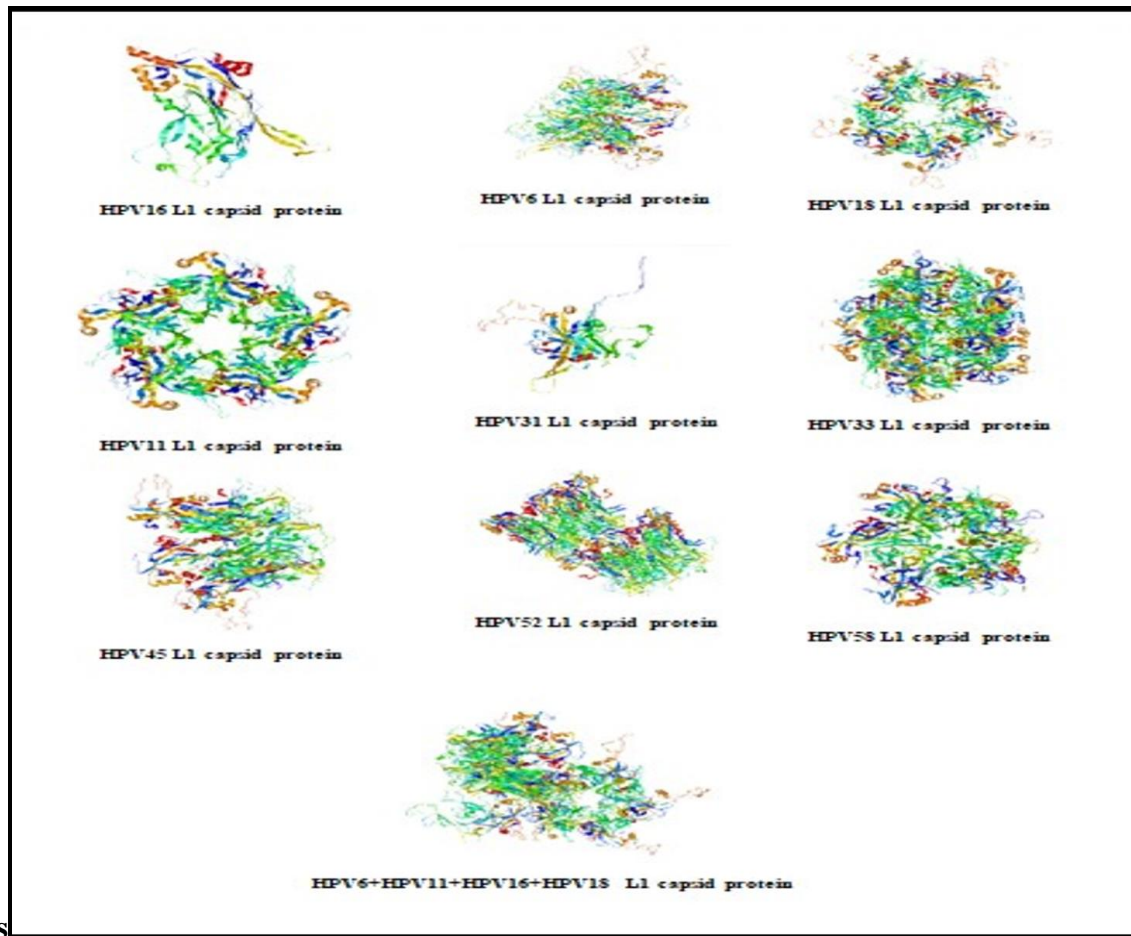 HPV16 L1 capsid protein
HPV6 L1 capsid protein
HPV18 L1 capsid protein
HPV11 L1 capsid protein
HPV31 L1 capsid protein
HPV33 L1 capsid protein
HPV45 L1 capsid protein
HPV52 L1 capsid protein
HPV58 L1 capsid protein
HPV6+HPV11+HPV16+HPV18 L1 capsid protein
s